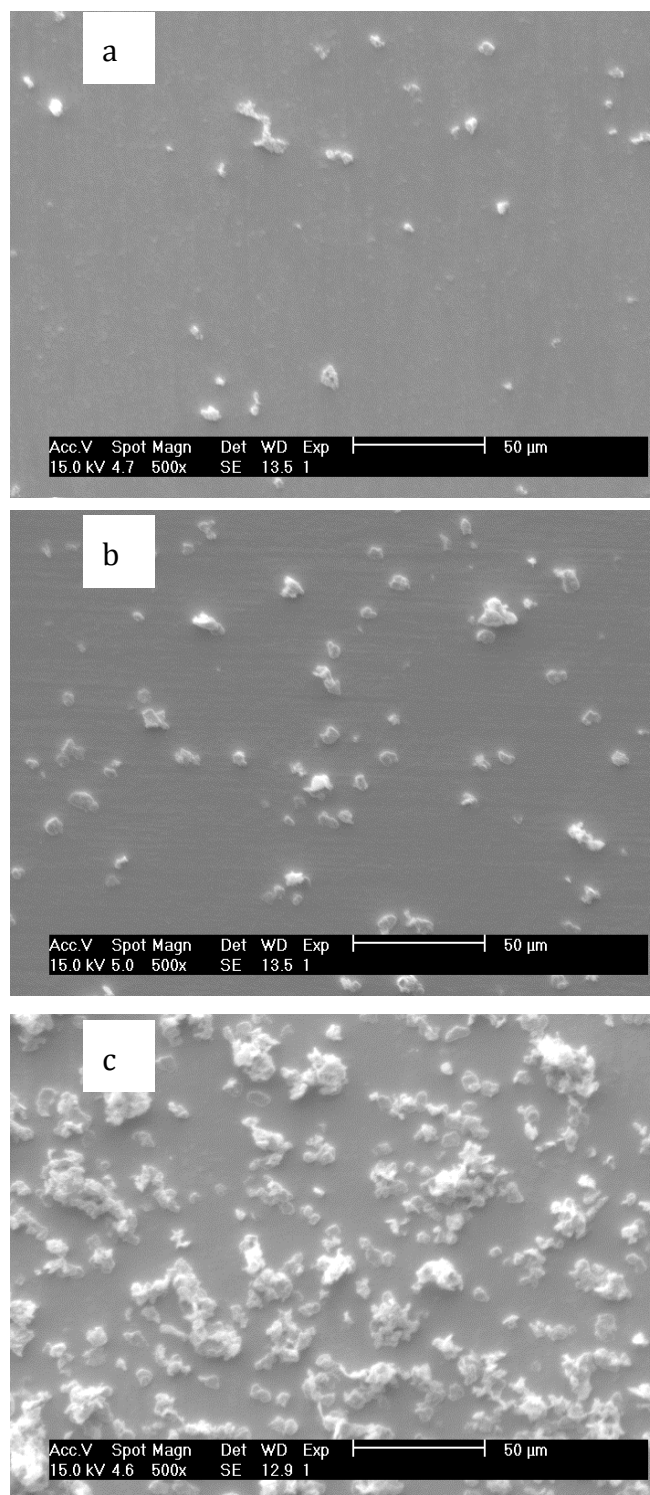 a
Acc.V Spot Magn Det WD Exp 50 µm
15.0 kV 4.7 500x SE 13.5 1
b
Acc.V Spot Magn Det WD Exp 50 µm
15.0 kV 5.0 500x SE 13.5 1
c
Acc.V Spot Magn Det WD Exp 50 µm
15.0 kV 4.6 500x SE 12.9 1